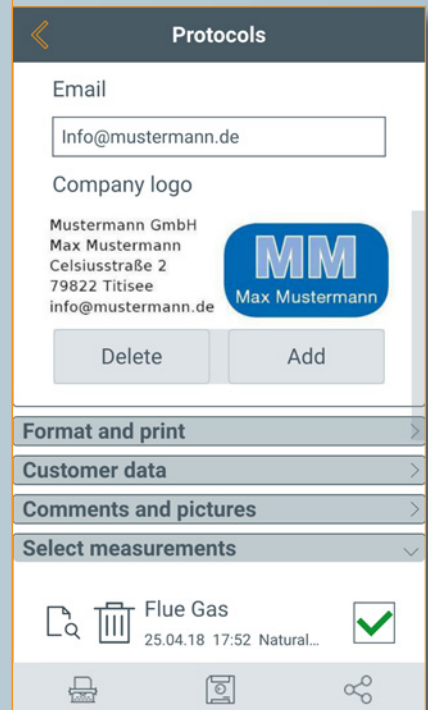 Protocols
Email
Info@mustermann.de
Company logo
Mustermann GmbH
Max Mustermann
Celsiusstraße 2
79822 Titisee
info@mustermann.de
MM
Max Mustermann
Delete
Add
Format and print
Customer data
Comments and pictures
Select measurements
Flue Gas
25.04.18 17:52 Natural...